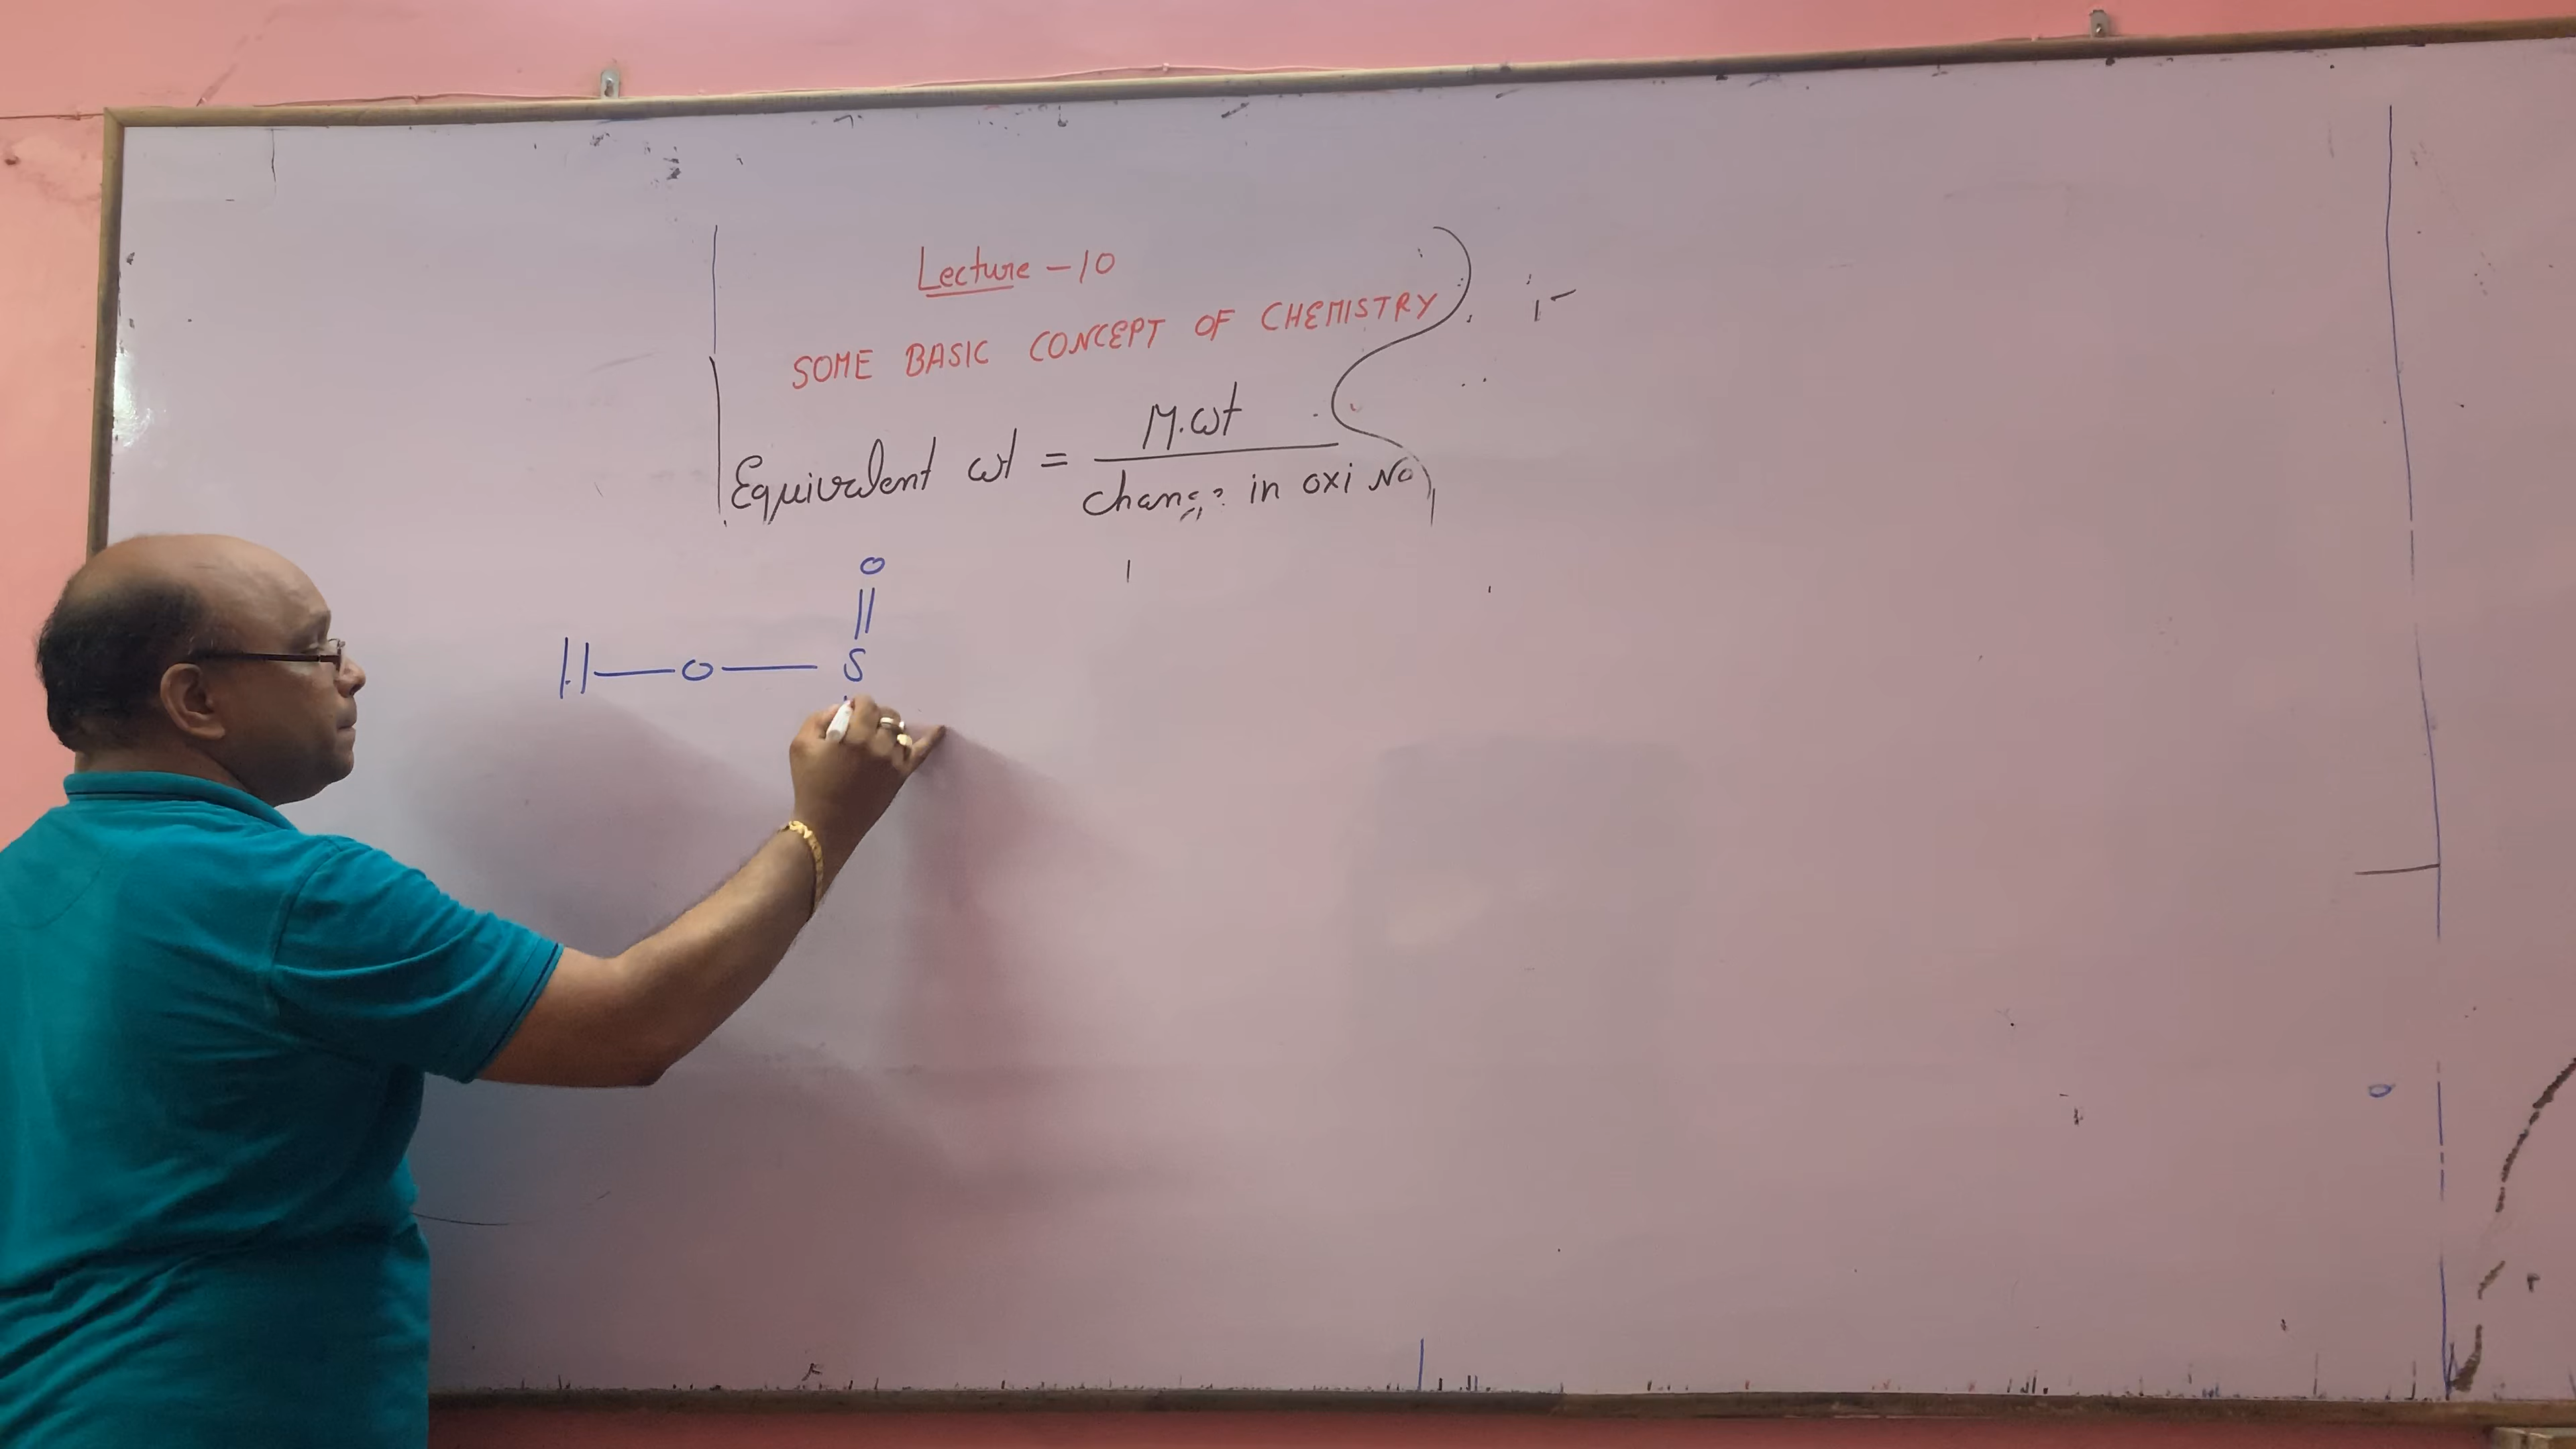 Lecture - 10
SOME BASIC CONCEPT OF CHEMISTRY
Equivalent wt = M.wt / change in oxi No
O
||
H — O — S